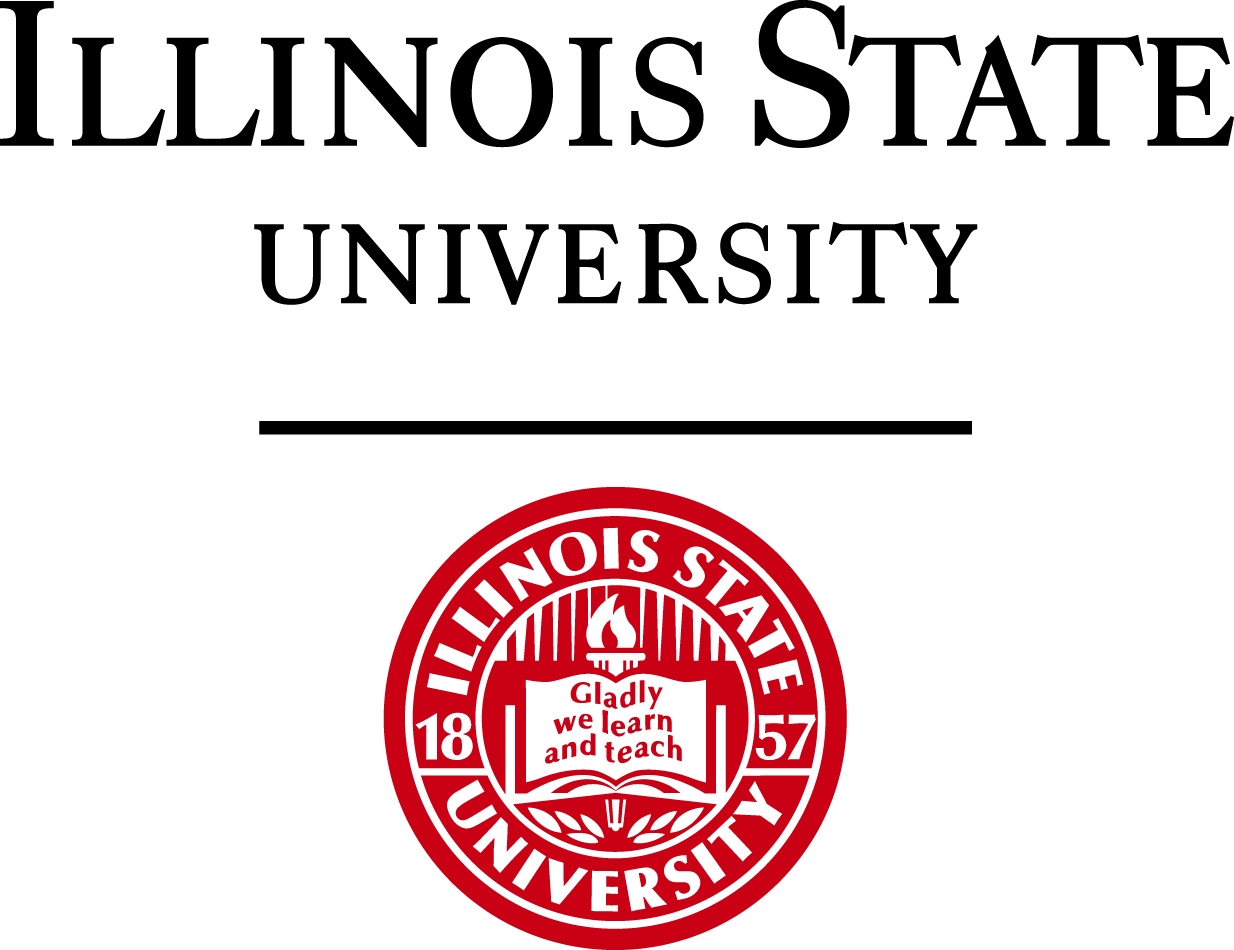 ILLINOIS STATE
UNIVERSITY
ILLINOIS STATE
18 57
Gladly
we learn
and teach
UNIVERSITY